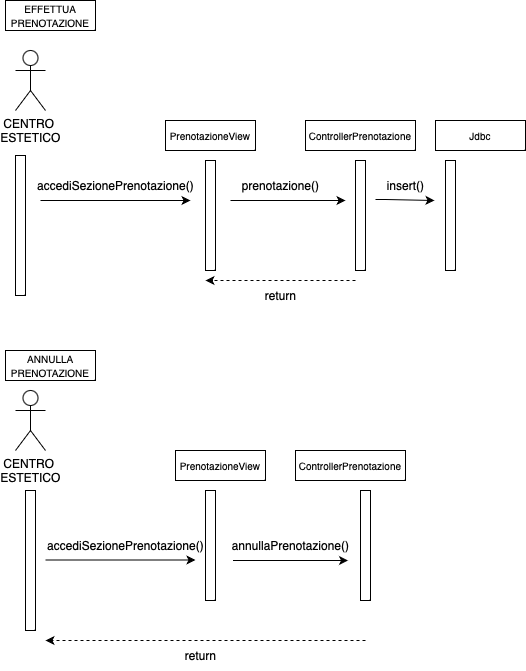 EFFETTUA
PRENOTAZIONE
CENTRO
ESTETICO
PrenotazioneView
ControllerPrenotazione
Jdbc
accediSezionePrenotazione()
prenotazione()
insert()
return
ANNULLA
PRENOTAZIONE
CENTRO
ESTETICO
PrenotazioneView
ControllerPrenotazione
accediSezionePrenotazione()
annullaPrenotazione()
return